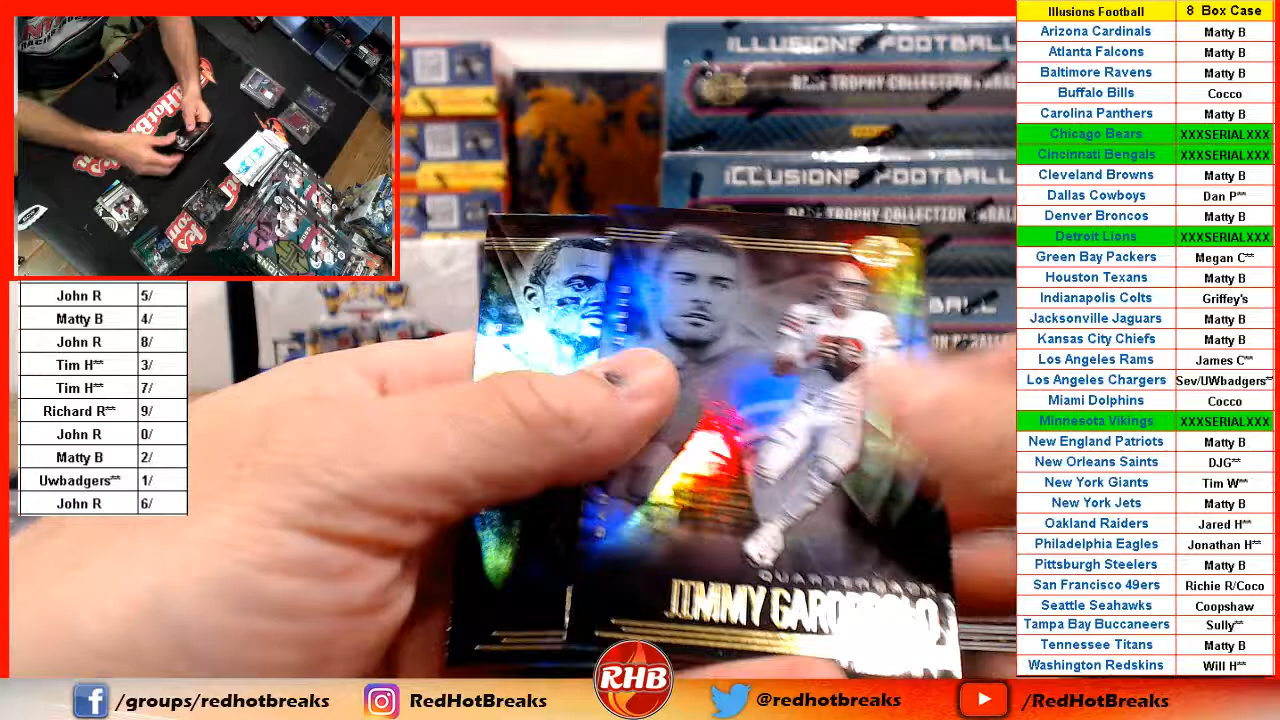 Illusions Football 8 Box Case
Arizona Cardinals Matty B
Atlanta Falcons Matty B
Baltimore Ravens Matty B
Buffalo Bills Cocco
Carolina Panthers Matty B
Chicago Bears XXXSERIALXXX
Cincinnati Bengals XXXSERIALXXX
Cleveland Browns Matty B
Dallas Cowboys Dan P**
Denver Broncos Matty B
Detroit Lions XXXSERIALXXX
Green Bay Packers Megan C**
Houston Texans Matty B
Indianapolis Colts Griffey's
Jacksonville Jaguars Matty B
Kansas City Chiefs Matty B
Los Angeles Rams James C**
Los Angeles Chargers Sev/UWbadgers**
Miami Dolphins Cocco
Minnesota Vikings XXXSERIALXXX
New England Patriots Matty B
New Orleans Saints DJG**
New York Giants Tim W**
New York Jets Matty B
Oakland Raiders Jared H**
Philadelphia Eagles Jonathan H**
Pittsburgh Steelers Matty B
San Francisco 49ers Richie R/Coco
Seattle Seahawks Coopshaw
Tampa Bay Buccaneers Sully**
Tennessee Titans Matty B
Washington Redskins Will H**
John R 5/
Matty B 4/
John R 8/
Tim H** 3/
Tim H** 7/
Richard R** 9/
John R 0/
Matty B 2/
Uwbadgers** 1/
John R 6/
ILLUSIONS FOOTBALL
TROPHY COLLECTION
ILLUSIONS FOOTBALL
TROPHY COLLECTION
JIMMY
/groups/redhotbreaks
RedHotBreaks
RHB
@redhotbreaks
/RedHotBreaks